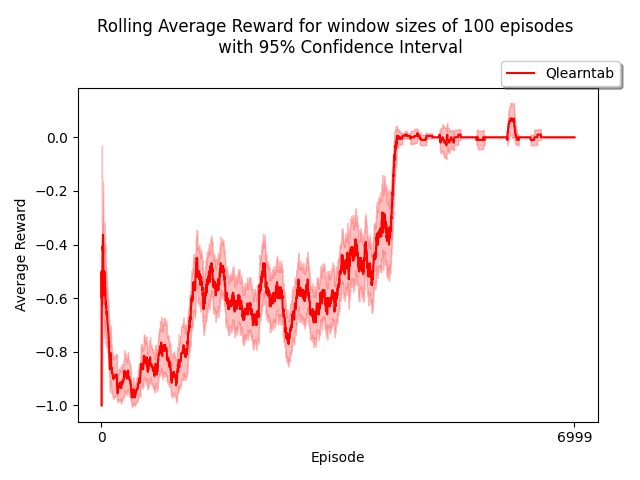 Rolling Average Reward for window sizes of 100 episodes
with 95% Confidence Interval
Qlearntab
Average Reward
0.0
−0.2
−0.4
−0.6
−0.8
−1.0
0
6999
Episode